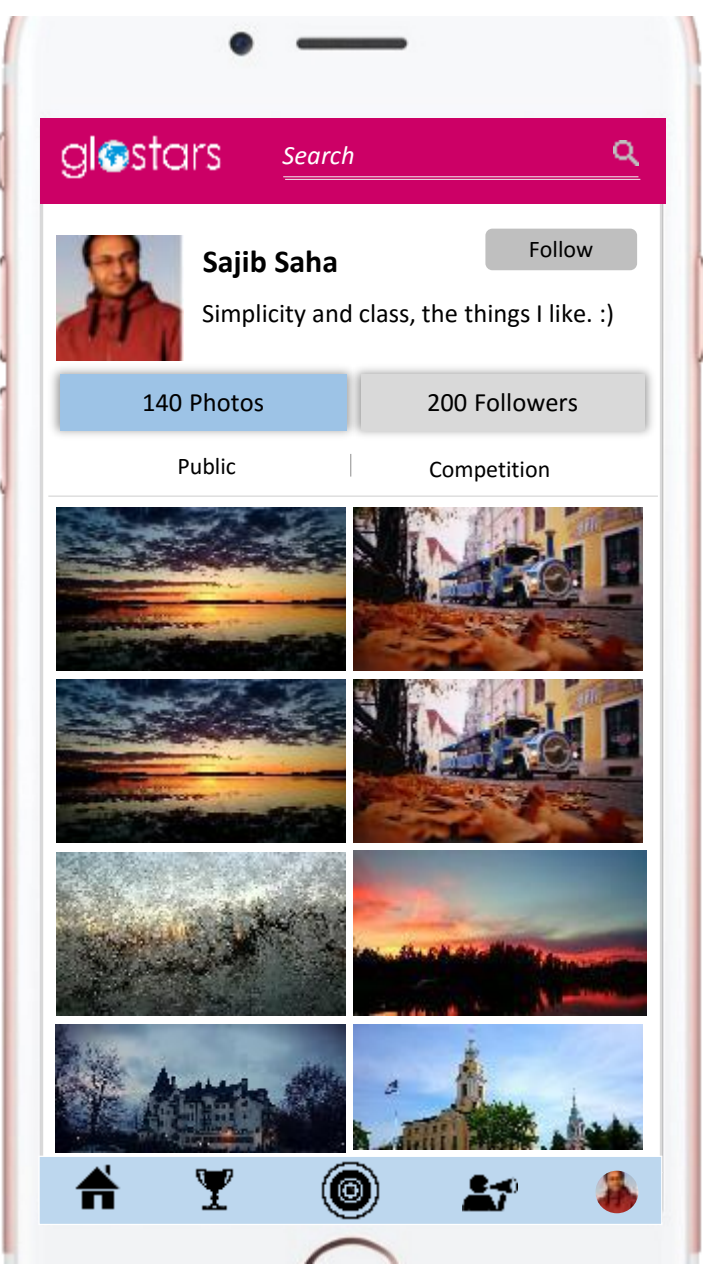 glostars
Search
Follow
Sajib Saha
Simplicity and class, the things I like. :)
140 Photos
200 Followers
Public
Competition